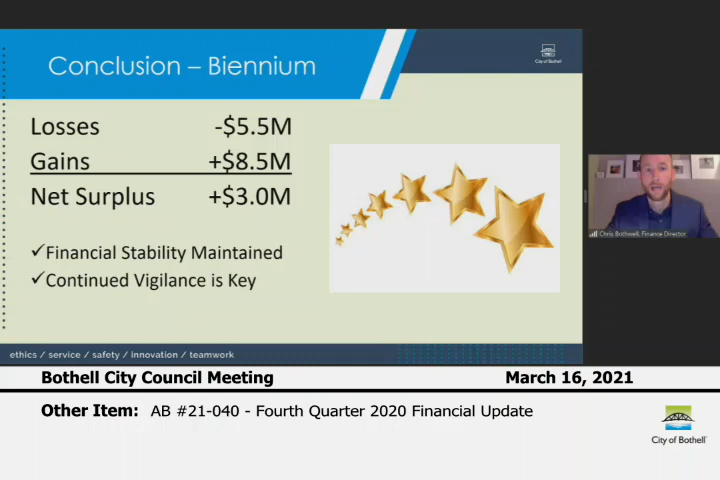 Conclusion – Biennium
City of Bothell
Losses -$5.5M
Gains +$8.5M
Net Surplus +$3.0M
✓Financial Stability Maintained
✓Continued Vigilance is Key
ethics / service / safety / innovation / teamwork
Chris Bothwell, Finance Director
Bothell City Council Meeting March 16, 2021
Other Item: AB #21-040 - Fourth Quarter 2020 Financial Update
City of Bothell